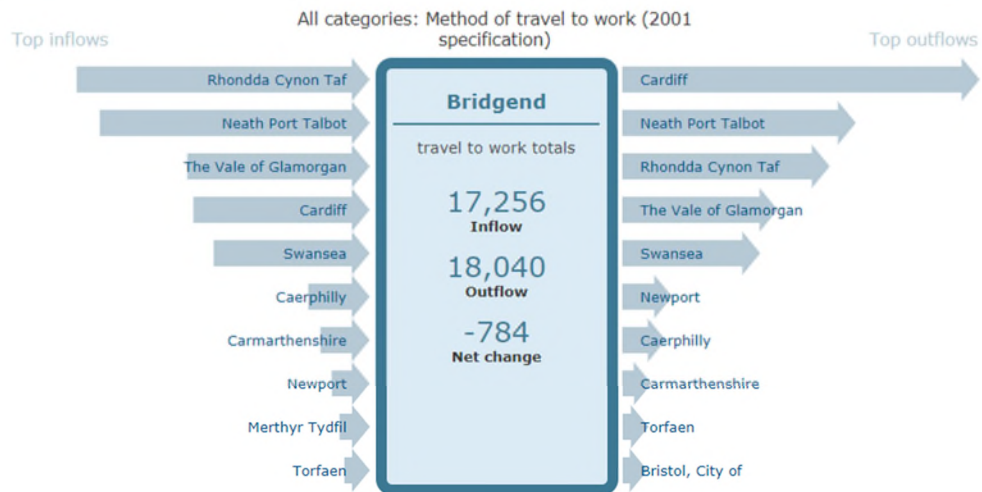 All categories: Method of travel to work (2001
specification)
Top inflows
Top outflows
Rhondda Cynon Taf
Neath Port Talbot
The Vale of Glamorgan
Cardiff
Swansea
Caerphilly
Carmarthenshire
Newport
Merthyr Tydfil
Torfaen
Bridgend
travel to work totals
17,256
Inflow
18,040
Outflow
-784
Net change
Cardiff
Neath Port Talbot
Rhondda Cynon Taf
The Vale of Glamorgan
Swansea
Newport
Caerphilly
Carmarthenshire
Torfaen
Bristol, City of